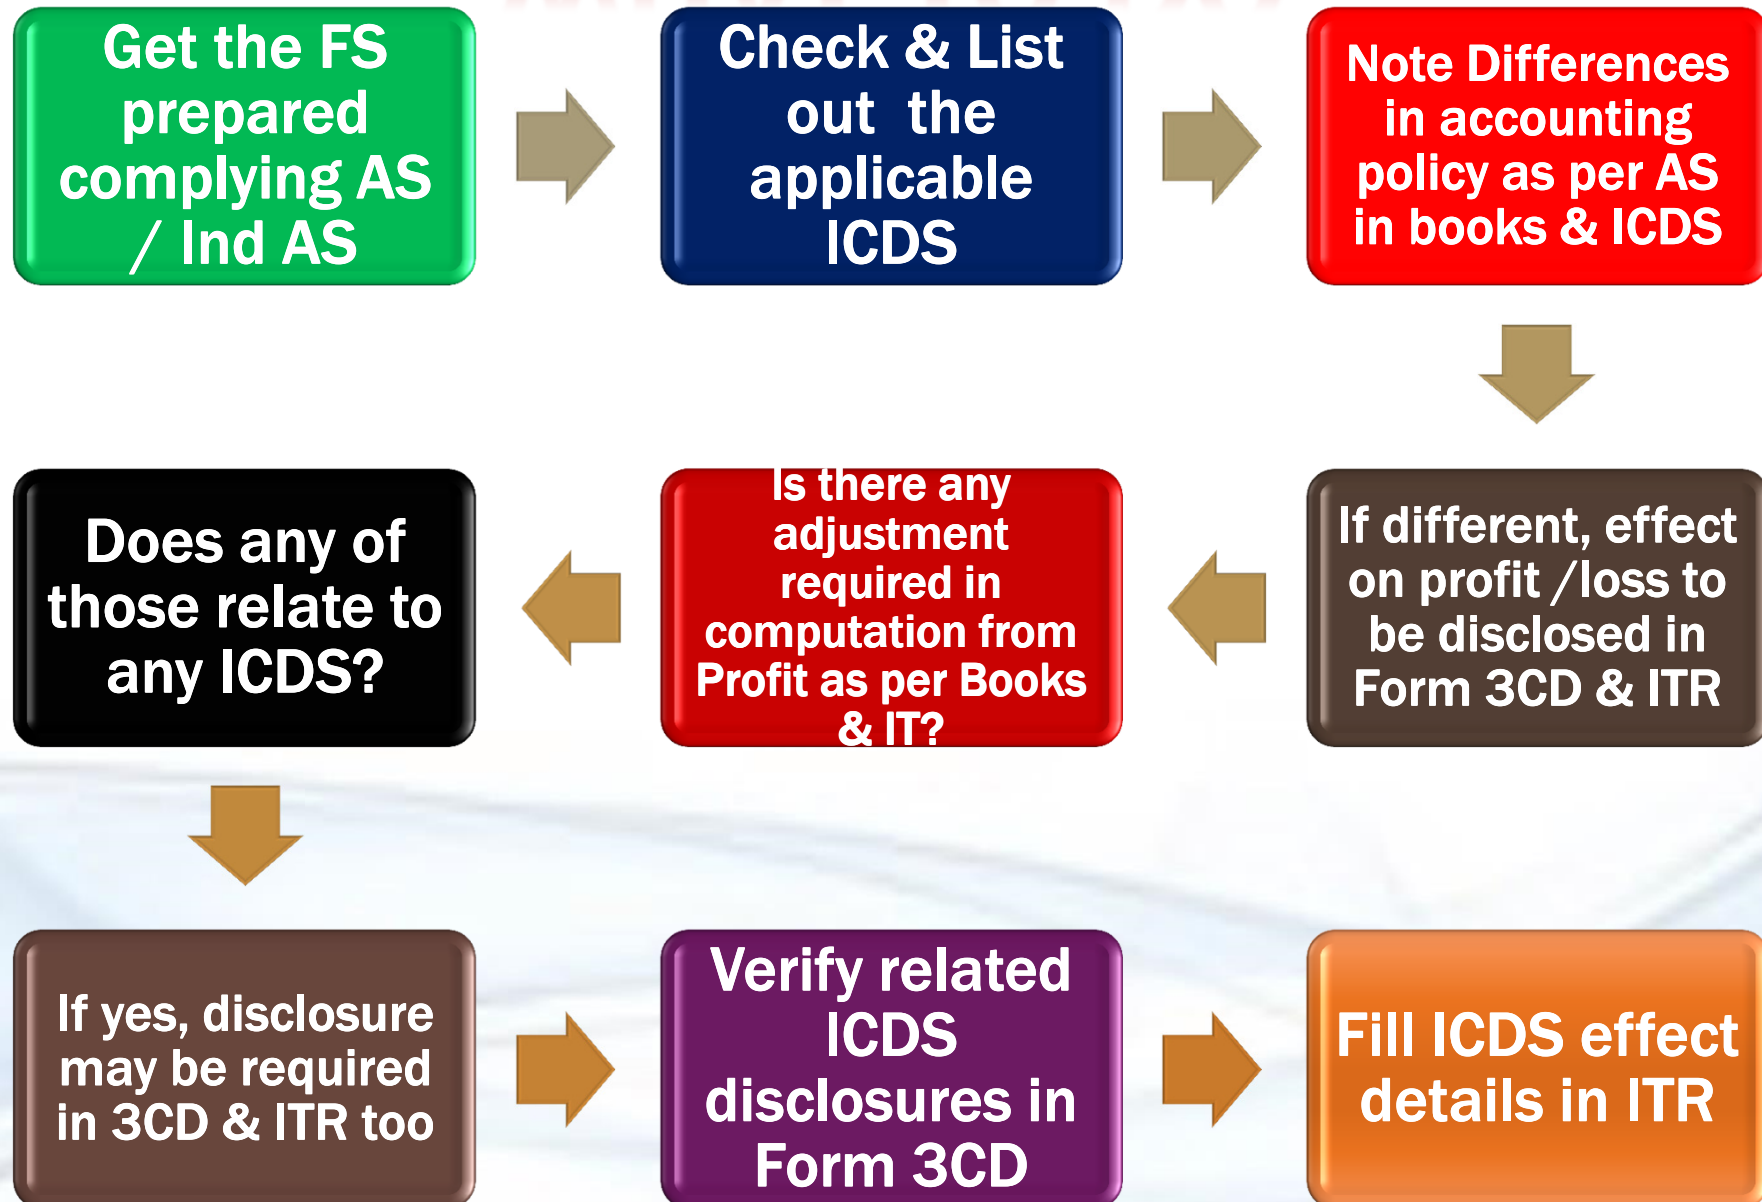 Get the FS
prepared
complying AS
/ Ind AS
Check & List
out the
applicable
ICDS
Note Differences
in accounting
policy as per AS
in books & ICDS
If different, effect
on profit /loss to
be disclosed in
Form 3CD & ITR
Is there any
adjustment
required in
computation from
Profit as per Books
& IT?
Does any of
those relate to
any ICDS?
If yes, disclosure
may be required
in 3CD & ITR too
Verify related
ICDS
disclosures in
Form 3CD
Fill ICDS effect
details in ITR